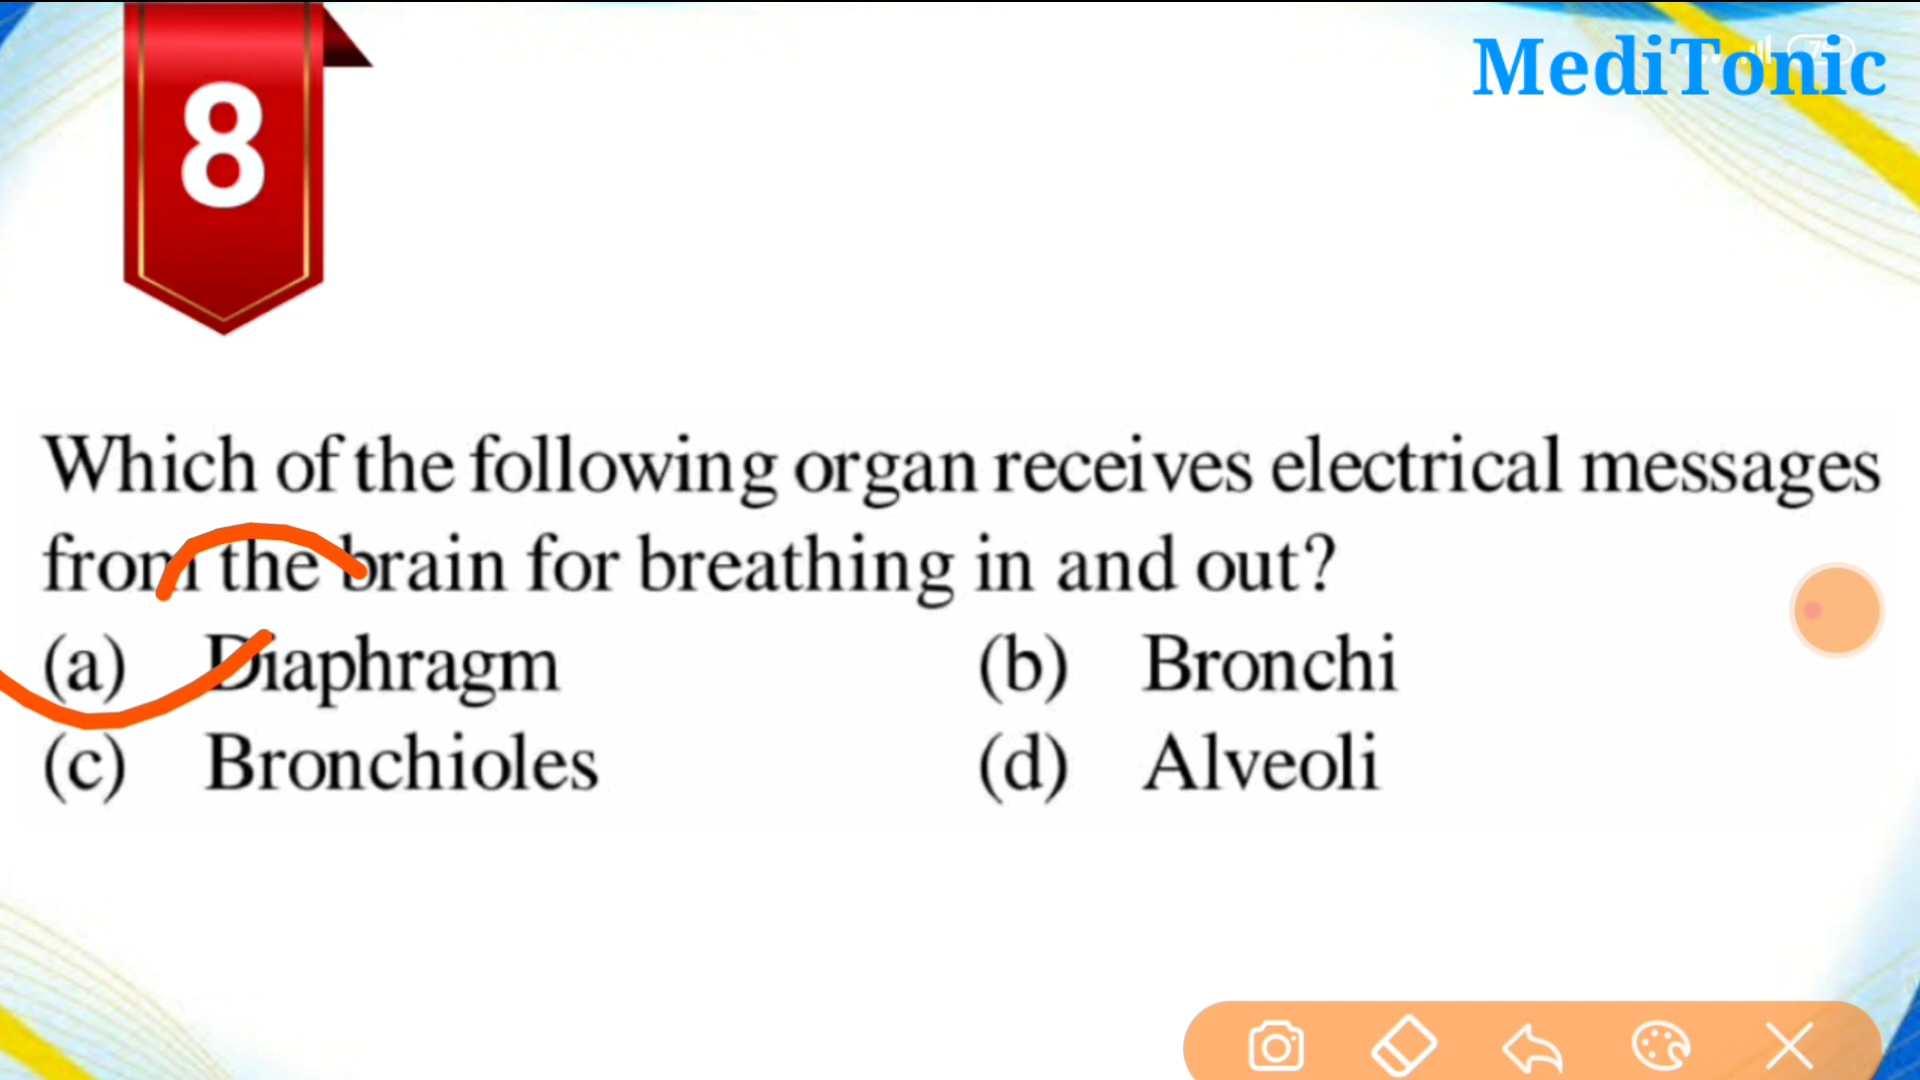 8
MediTonic
Which of the following organ receives electrical messages
from the brain for breathing in and out?
(a) Diaphragm (b) Bronchi
(c) Bronchioles (d) Alveoli